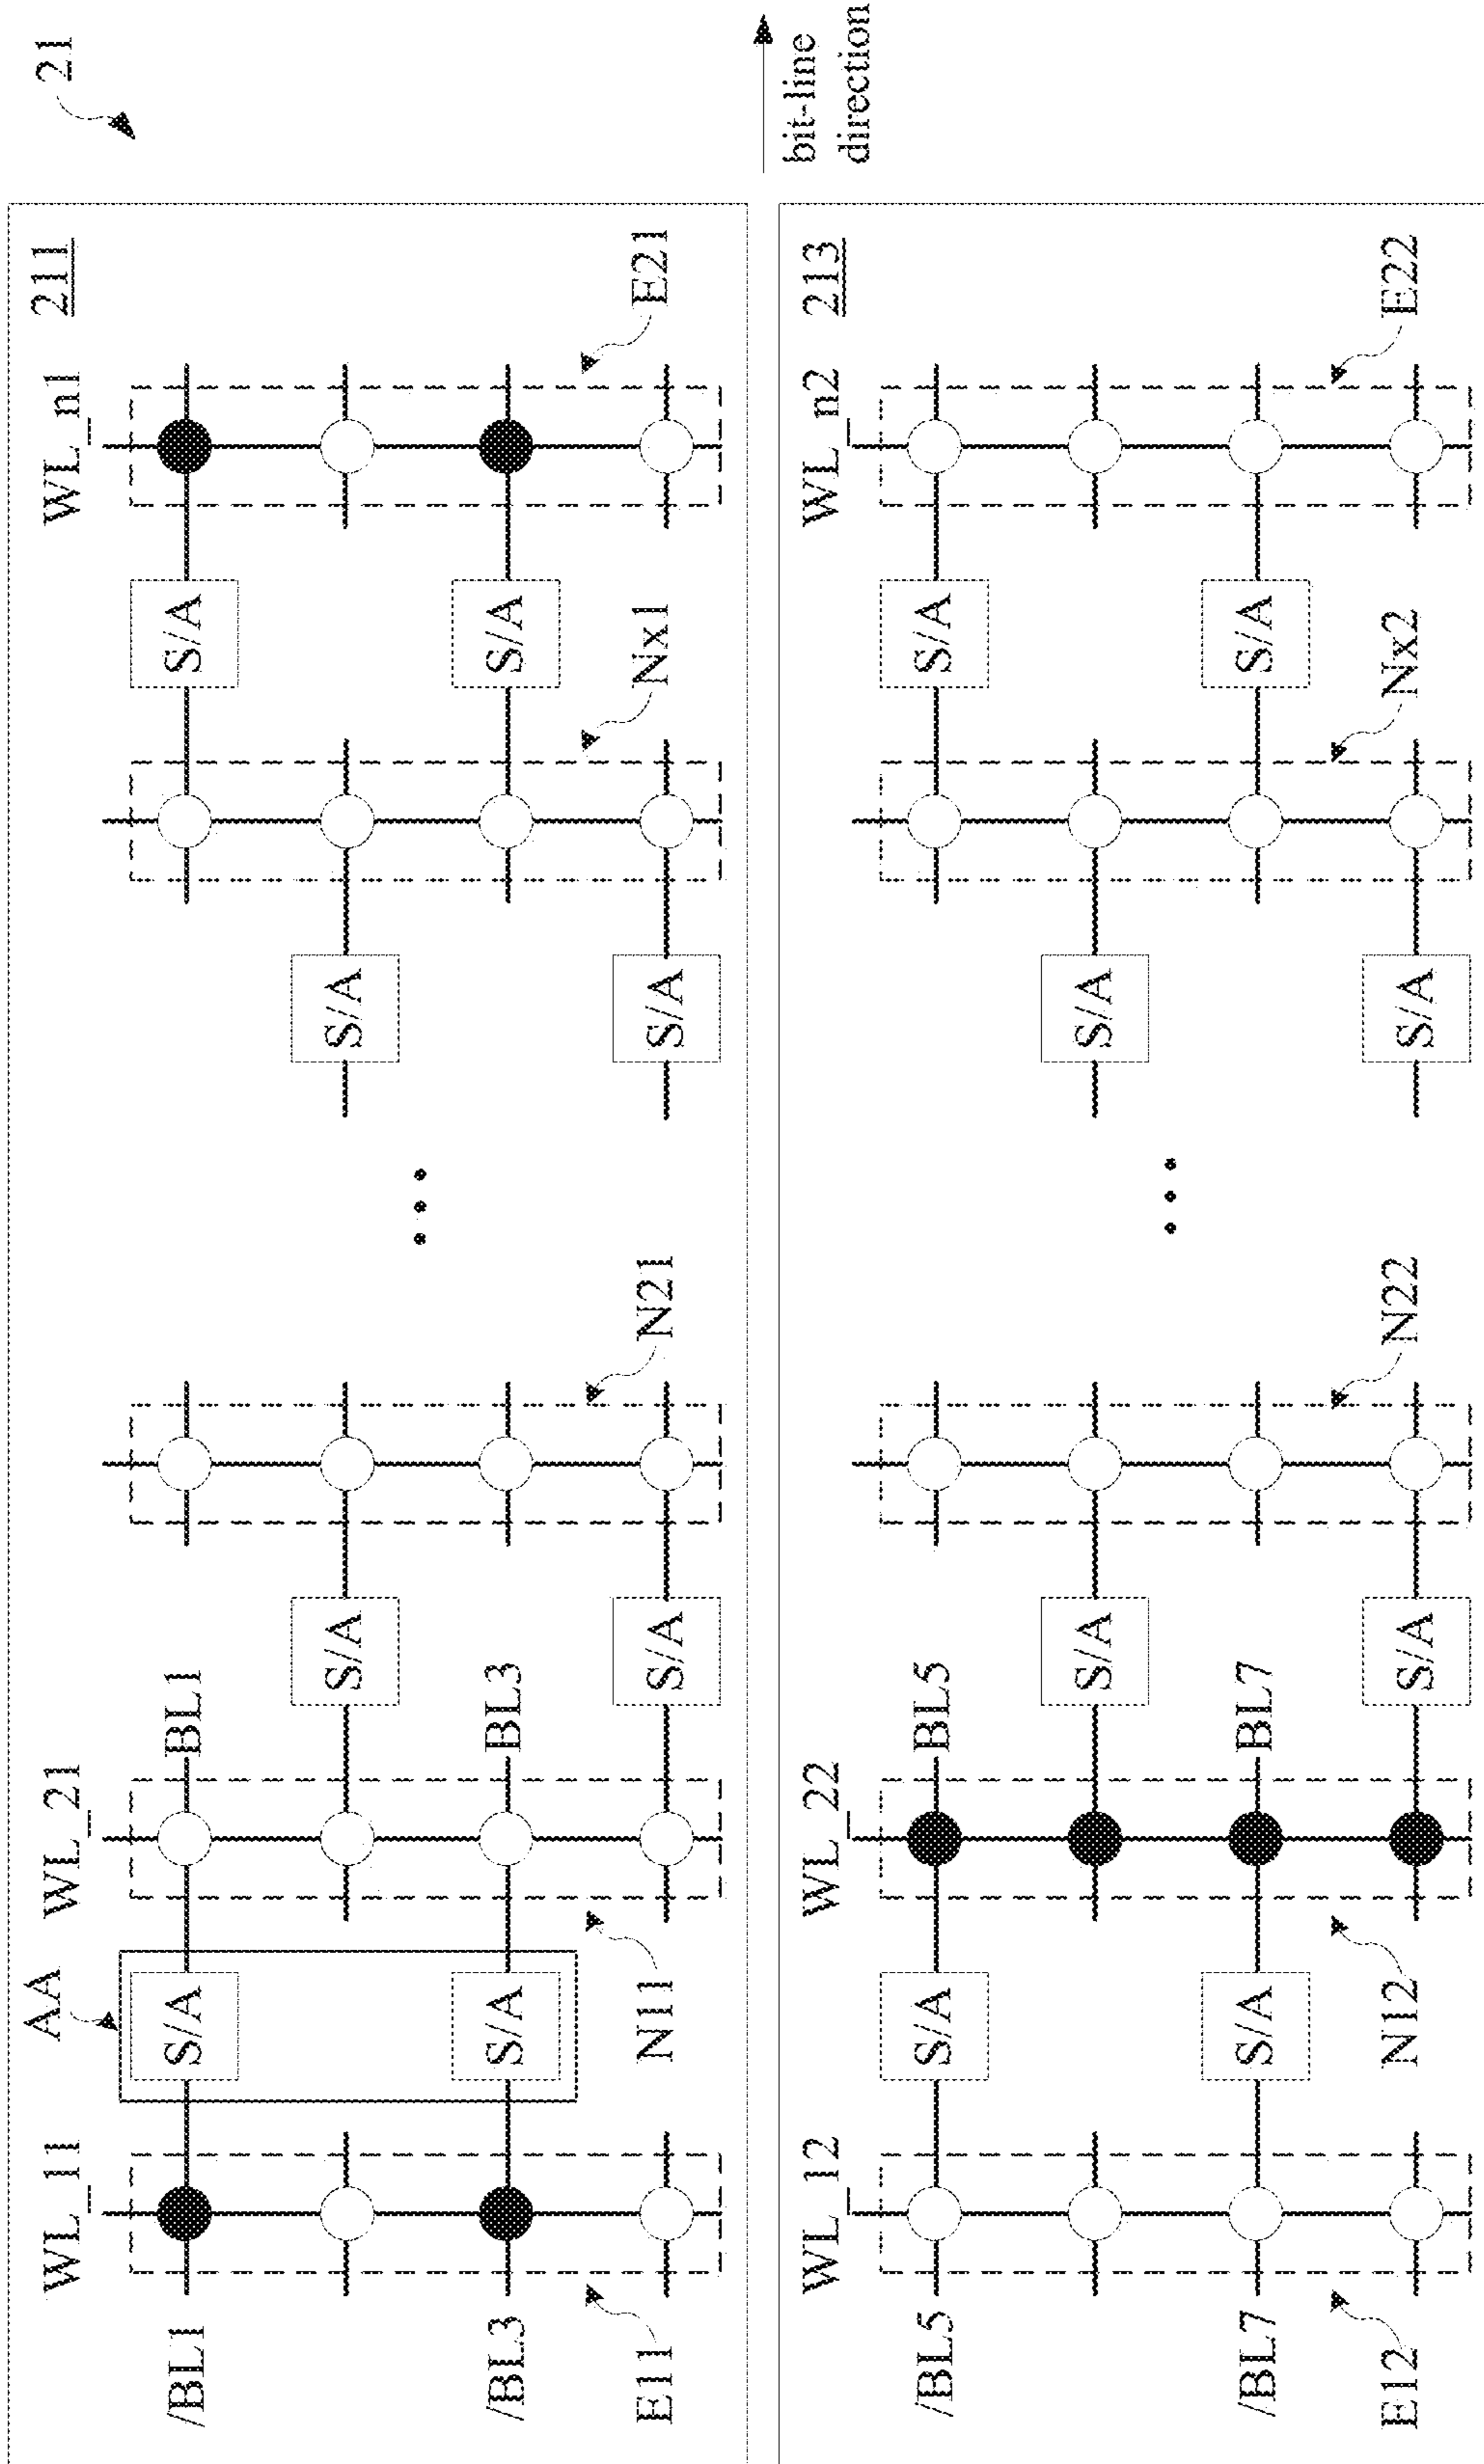 21
211
WL_11
AA
WL_21
WL_n1
/BL1
S/A
BL1
S/A
S/A
S/A
/BL3
S/A
BL3
S/A
S/A
S/A
E11
N11
N21
Nx1
E21
bit-line
direction
213
WL_12
WL_22
WL_n2
/BL5
S/A
BL5
S/A
S/A
S/A
/BL7
S/A
BL7
S/A
S/A
S/A
E12
N12
N22
Nx2
E22